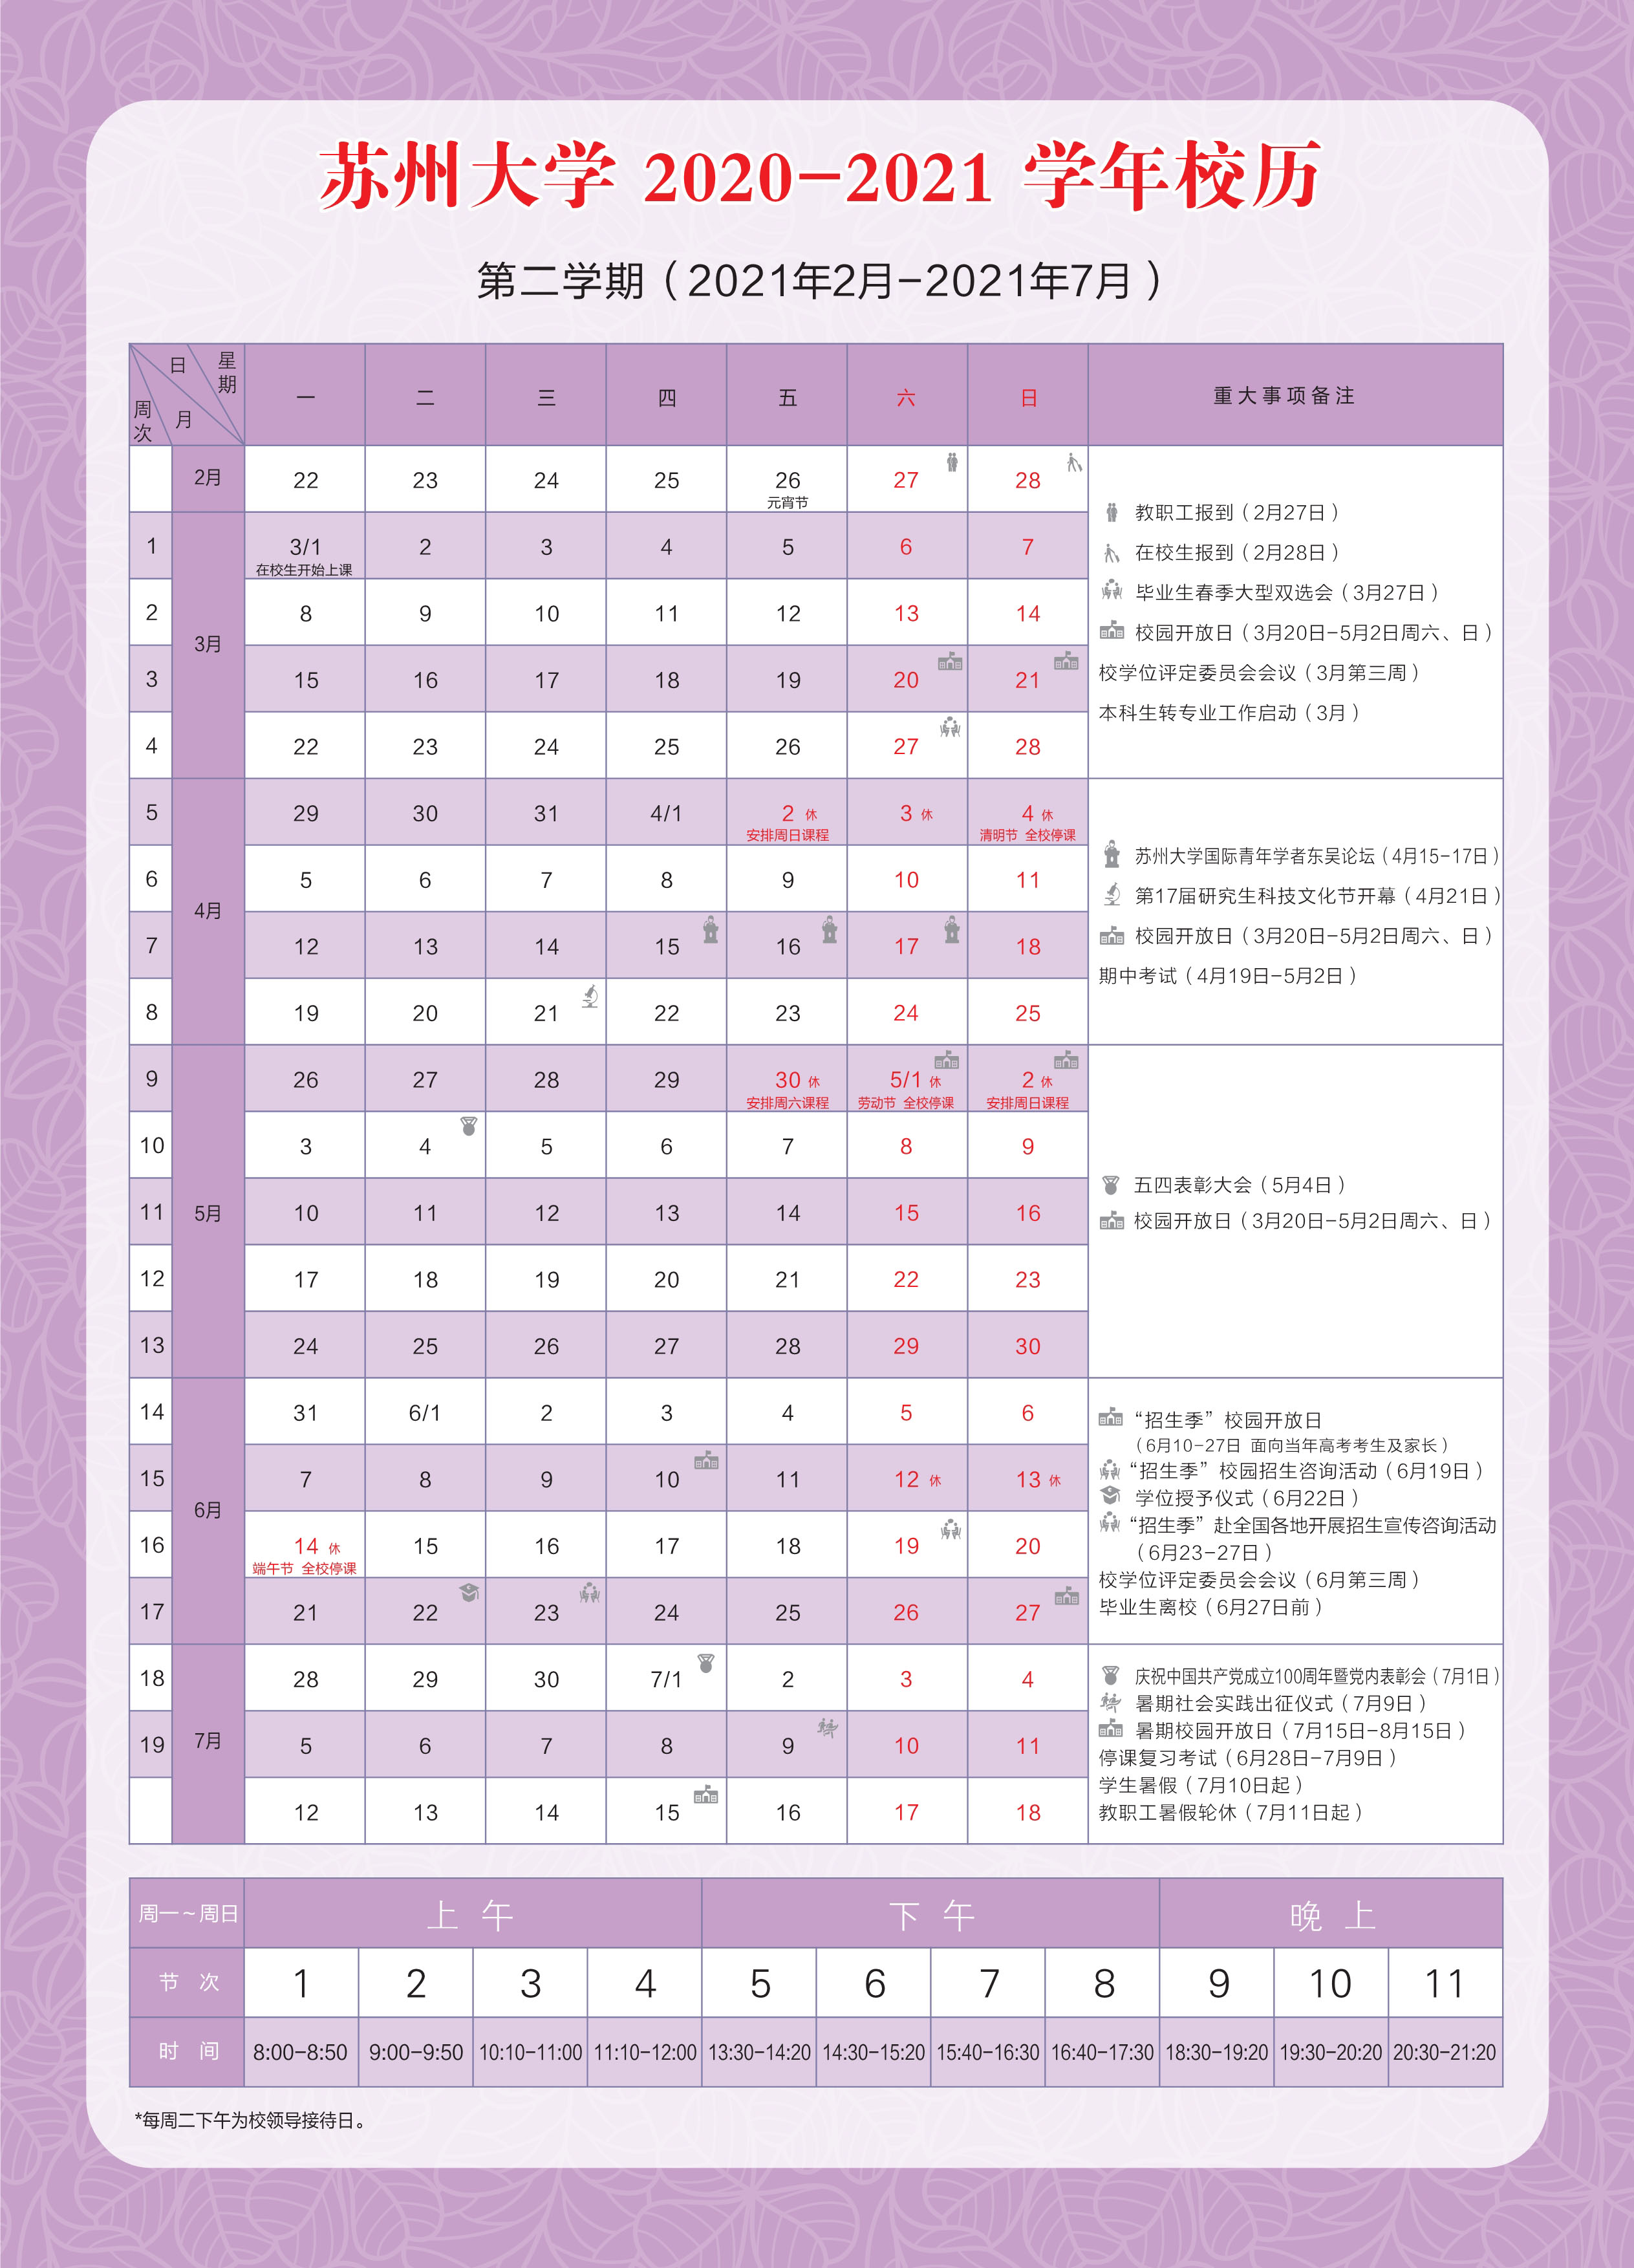 苏州大学 2020-2021 学年校历
第二学期（2021年2月-2021年7月）
周次 月 日 星期 一 二 三 四 五 六 日 重大事项备注
2月 22 23 24 25 26 27 28
元宵节
教职工报到（2月27日）
1 3/1 2 3 4 5 6 7
在校生开始上课
在校生报到（2月28日）
毕业生春季大型双选会（3月27日）
2 8 9 10 11 12 13 14
3月
校园开放日（3月20日-5月2日周六、日）
3 15 16 17 18 19 20 21
校学位评定委员会会议（3月第三周）
本科生转专业工作启动（3月）
4 22 23 24 25 26 27 28
5 29 30 31 4/1 2 休 3 休 4 休
安排周日课程 清明节 全校停课
苏州大学国际青年学者东吴论坛（4月15-17日）
6 5 6 7 8 9 10 11
第17届研究生科技文化节开幕（4月21日）
4月
校园开放日（3月20日-5月2日周六、日）
7 12 13 14 15 16 17 18
期中考试（4月19日-5月2日）
8 19 20 21 22 23 24 25
9 26 27 28 29 30 休 5/1 休 2 休
安排周六课程 劳动节 全校停课 安排周日课程
10 3 4 5 6 7 8 9
五四表彰大会（5月4日）
11 5月 10 11 12 13 14 15 16
校园开放日（3月20日-5月2日周六、日）
12 17 18 19 20 21 22 23
13 24 25 26 27 28 29 30
14 31 6/1 2 3 4 5 6
“招生季”校园开放日
（6月10-27日 面向当年高考考生及家长）
15 7 8 9 10 11 12 休 13 休
“招生季”校园招生咨询活动（6月19日）
学位授予仪式（6月22日）
6月
“招生季”赴全国各地开展招生宣传咨询活动
（6月23-27日）
16 14 休 15 16 17 18 19 20
端午节 全校停课
校学位评定委员会会议（6月第三周）
毕业生离校（6月27日前）
17 21 22 23 24 25 26 27
18 28 29 30 7/1 2 3 4
庆祝中国共产党成立100周年暨党内表彰会（7月1日）
暑期社会实践出征仪式（7月9日）
暑期校园开放日（7月15日-8月15日）
19 7月 5 6 7 8 9 10 11
停课复习考试（6月28日-7月9日）
学生暑假（7月10日起）
教职工暑假轮休（7月11日起）
12 13 14 15 16 17 18
周一～周日 上 午 下 午 晚 上
节 次 1 2 3 4 5 6 7 8 9 10 11
时 间 8:00-8:50 9:00-9:50 10:10-11:00 11:10-12:00 13:30-14:20 14:30-15:20 15:40-16:30 16:40-17:30 18:30-19:20 19:30-20:20 20:30-21:20
*每周二下午为校领导接待日。